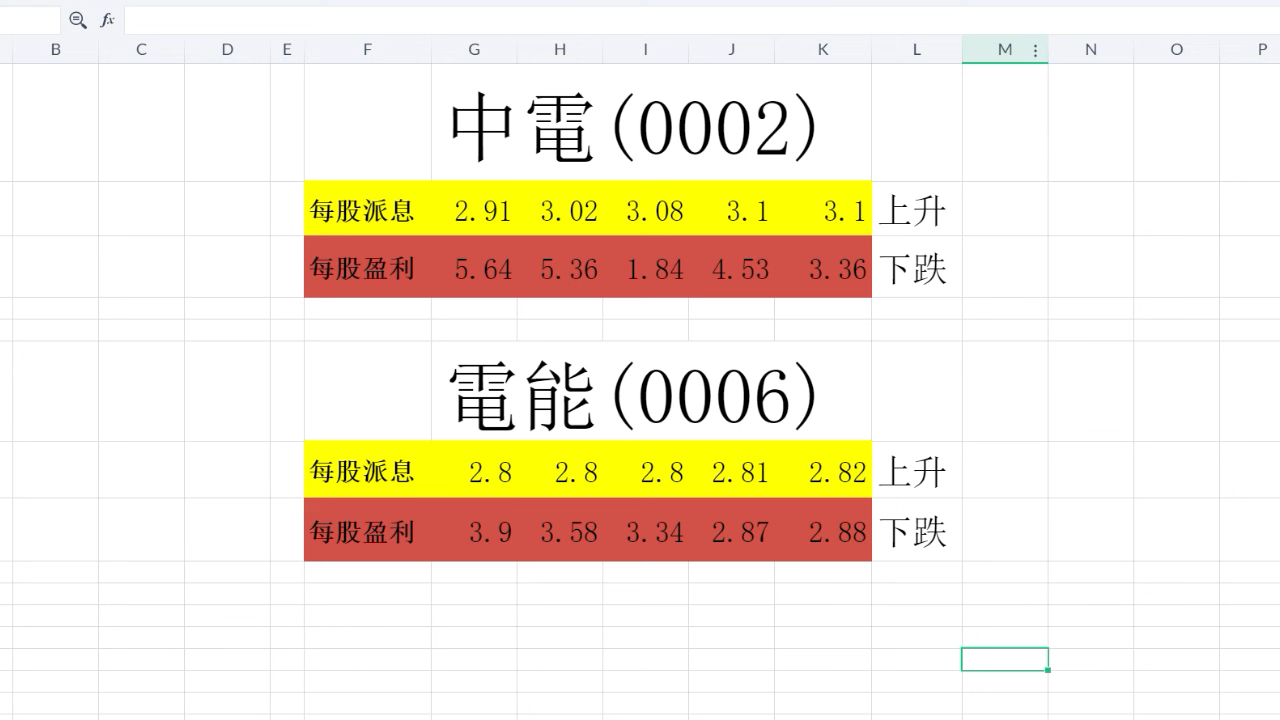 fx
B C D E F G H I J K L M N O P
中電(0002)
每股派息 2.91 3.02 3.08 3.1 3.1 上升
每股盈利 5.64 5.36 1.84 4.53 3.36 下跌
電能(0006)
每股派息 2.8 2.8 2.8 2.81 2.82 上升
每股盈利 3.9 3.58 3.34 2.87 2.88 下跌